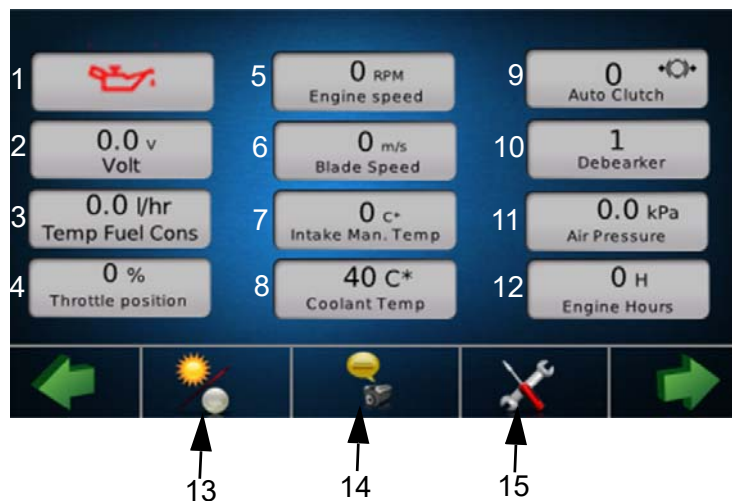 1
5
0 RPM
Engine speed
9
0
Auto Clutch
2
0.0 v
Volt
6
0 m/s
Blade Speed
10
1
Debearker
3
0.0 l/hr
Temp Fuel Cons
7
0 C*
Intake Man. Temp
11
0.0 kPa
Air Pressure
4
0 %
Throttle position
8
40 C*
Coolant Temp
12
0 H
Engine Hours
13
14
15